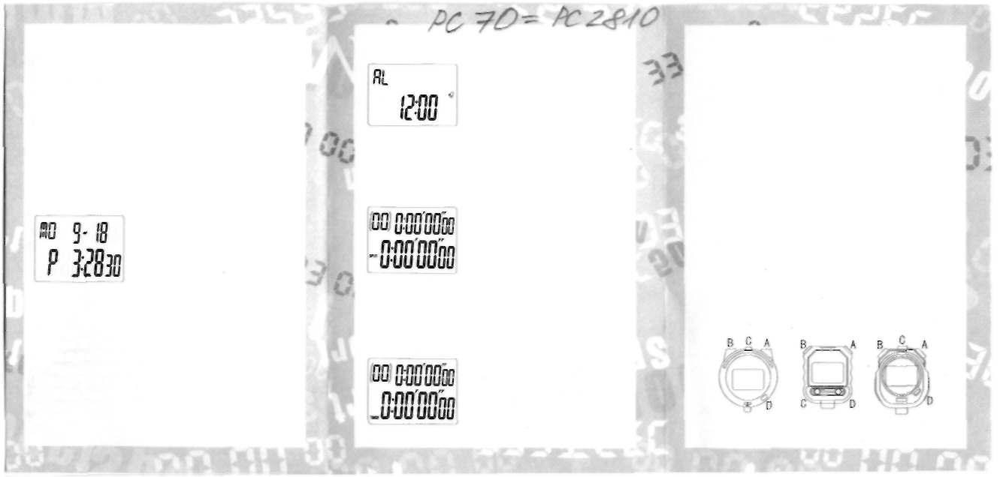 PC 70 = PC 2810
MO 9-18
P 3:28 30
AL
12:00
(00) 0:00'00"00
0:00'00"00
(00) 0:00'00"00
0:00'00"00
B C A
B A
C D
D
B C A
D